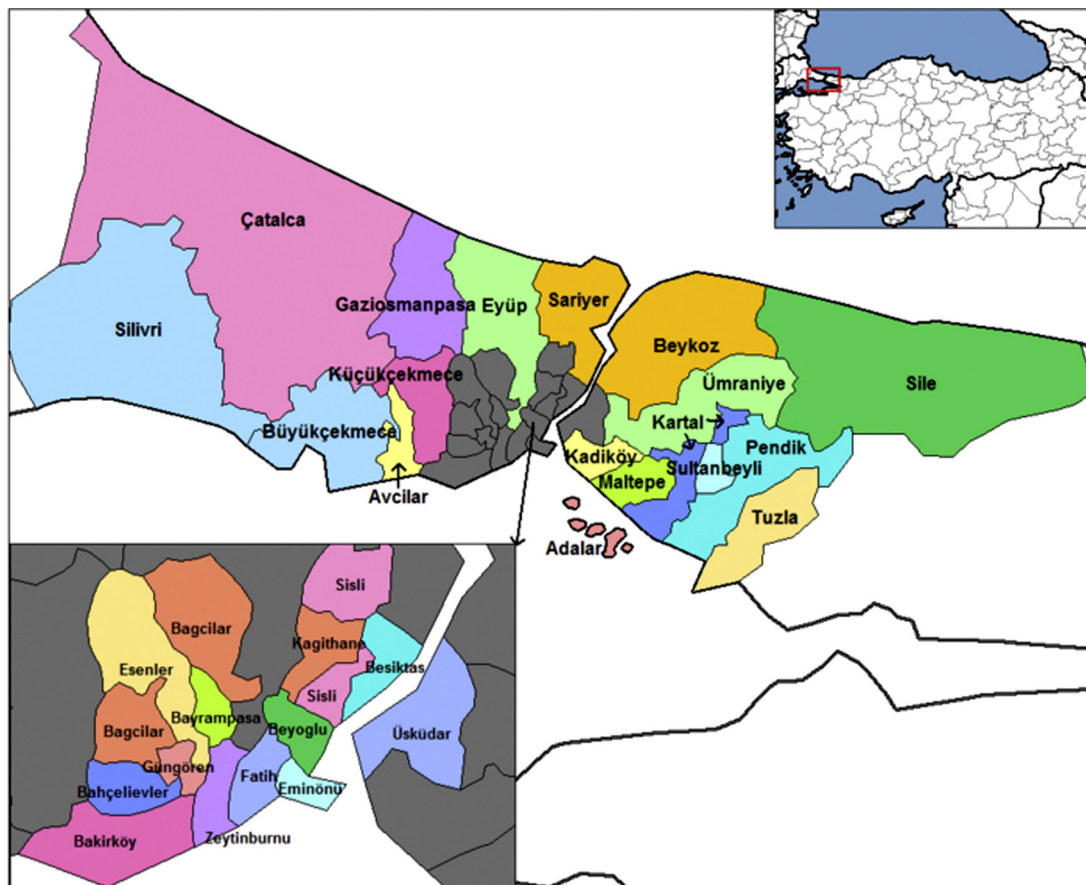 Çatalca
Gaziosmanpasa
Eyüp
Sariyer
Silivri
Beykoz
Küçükçekmece
Ümraniye
Sile
Büyükçekmece
Kartal
Kadiköy
Sultanbeyli
Pendik
Maltepe
Avcilar
Tuzla
Adalar
Sisli
Bagcilar
Kagithane
Esenler
Besiktas
Sisli
Bayrampasa
Bagcilar
Beyoglu
Üsküdar
Güngören
Fatih
Eminönü
Bahçelievler
Bakirköy
Zeytinburnu